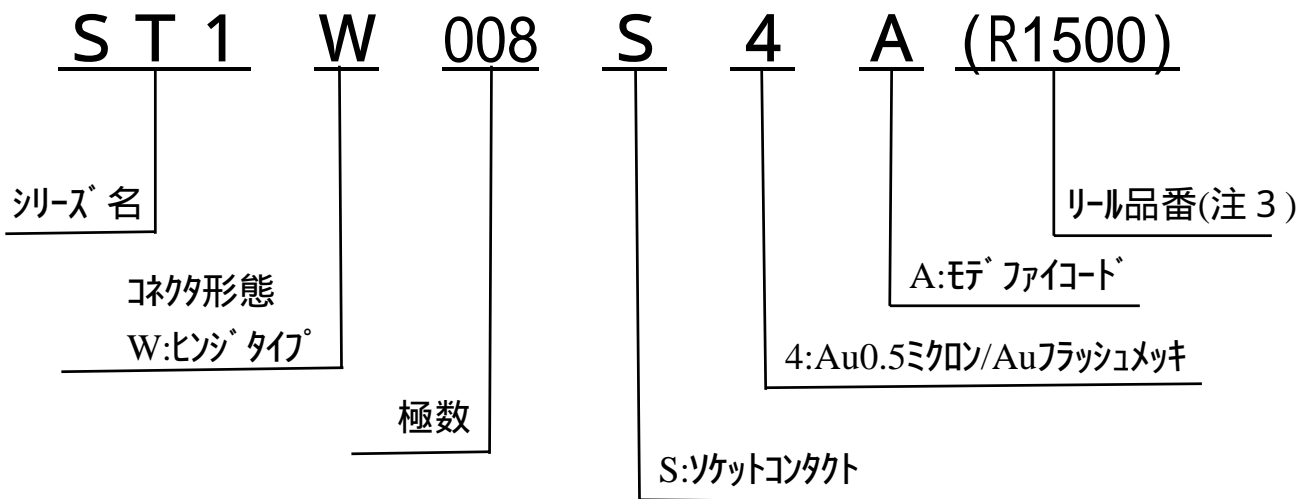 ST1 W 008 S 4 A (R1500)
ｼﾘｰｽﾞ名
ﾘｰﾙ品番(注３)
ｺﾈｸﾀ形態
A:ﾓﾃﾞﾌｧｲｺｰﾄﾞ
W:ﾋﾝｼﾞﾀｲﾌﾟ
4:Au0.5ﾐｸﾛﾝ/Auﾌﾗｯｼｭﾒｯｷ
極数
S:ｿｹｯﾄｺﾝﾀｸﾄ